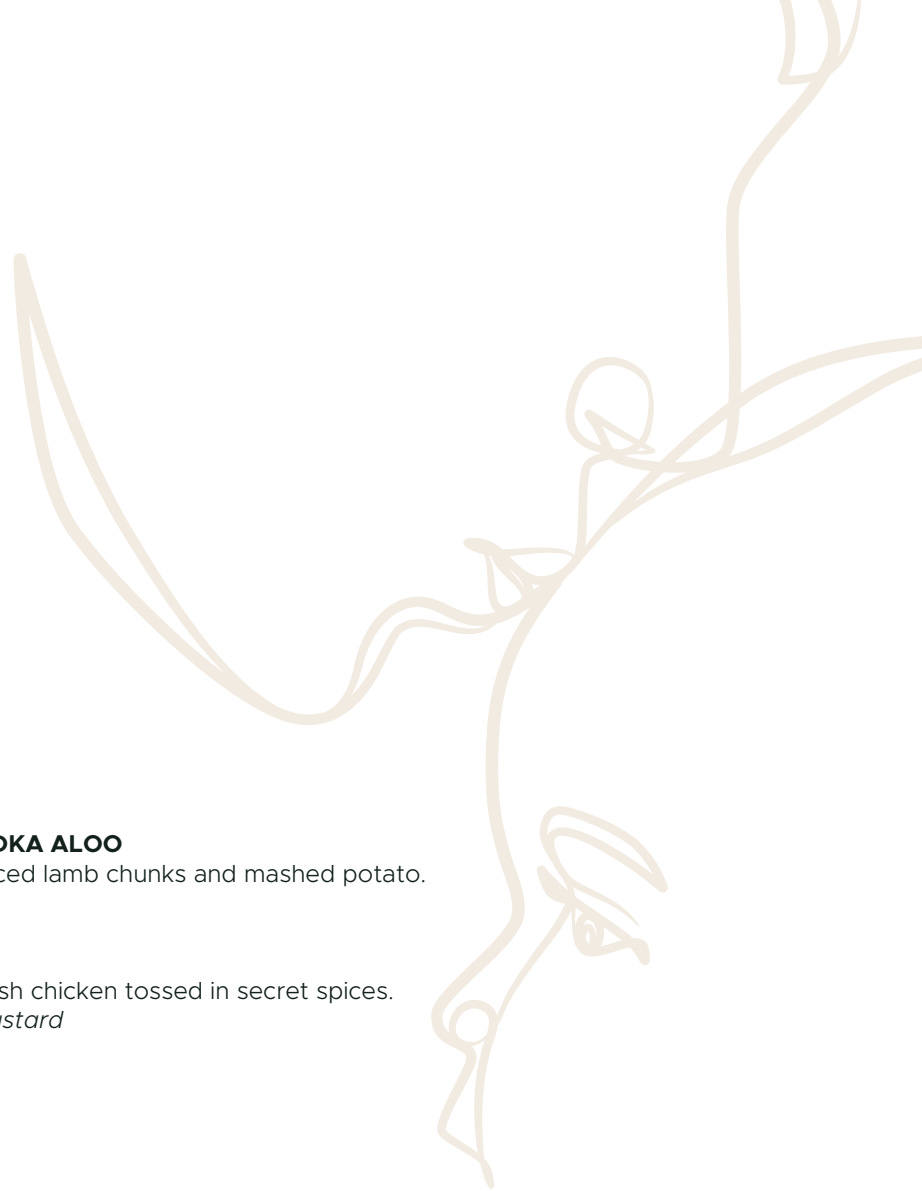 OKA ALOO
ced lamb chunks and mashed potato.
sh chicken tossed in secret spices.
stard